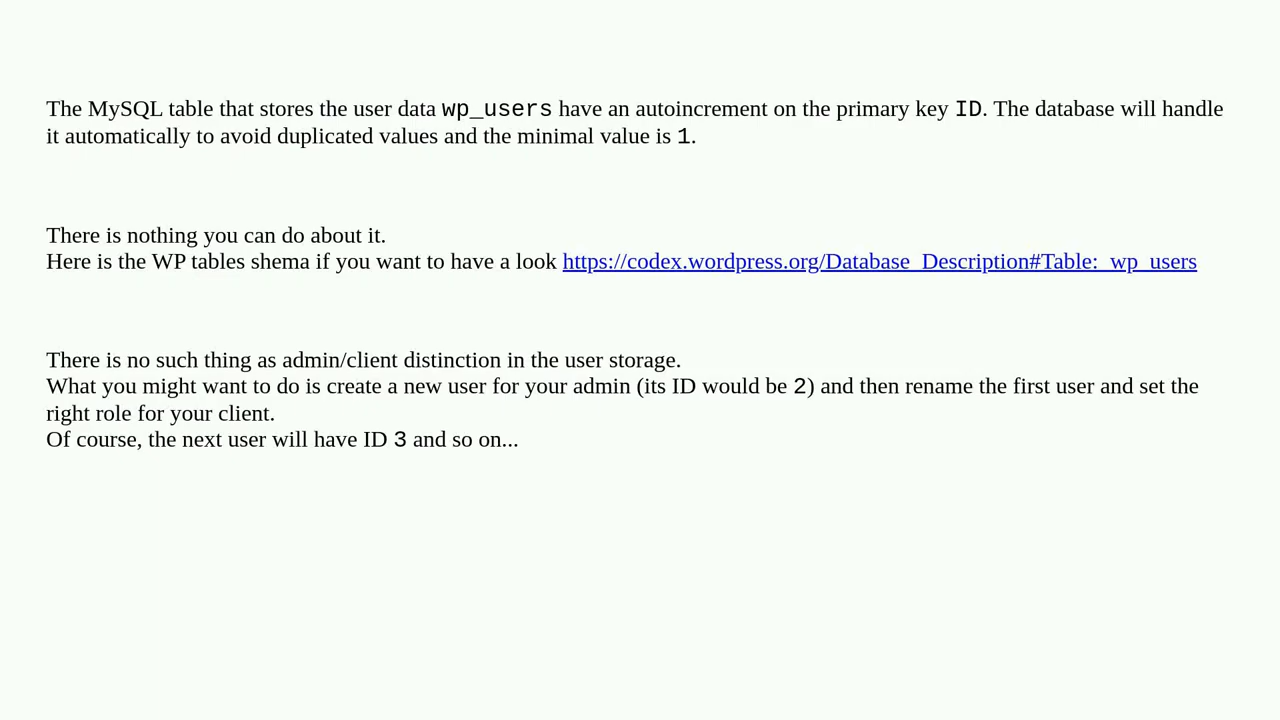 The MySQL table that stores the user data wp_users have an autoincrement on the primary key ID. The database will handle
it automatically to avoid duplicated values and the minimal value is 1.
There is nothing you can do about it.
Here is the WP tables shema if you want to have a look https://codex.wordpress.org/Database_Description#Table:_wp_users
There is no such thing as admin/client distinction in the user storage.
What you might want to do is create a new user for your admin (its ID would be 2) and then rename the first user and set the
right role for your client.
Of course, the next user will have ID 3 and so on...